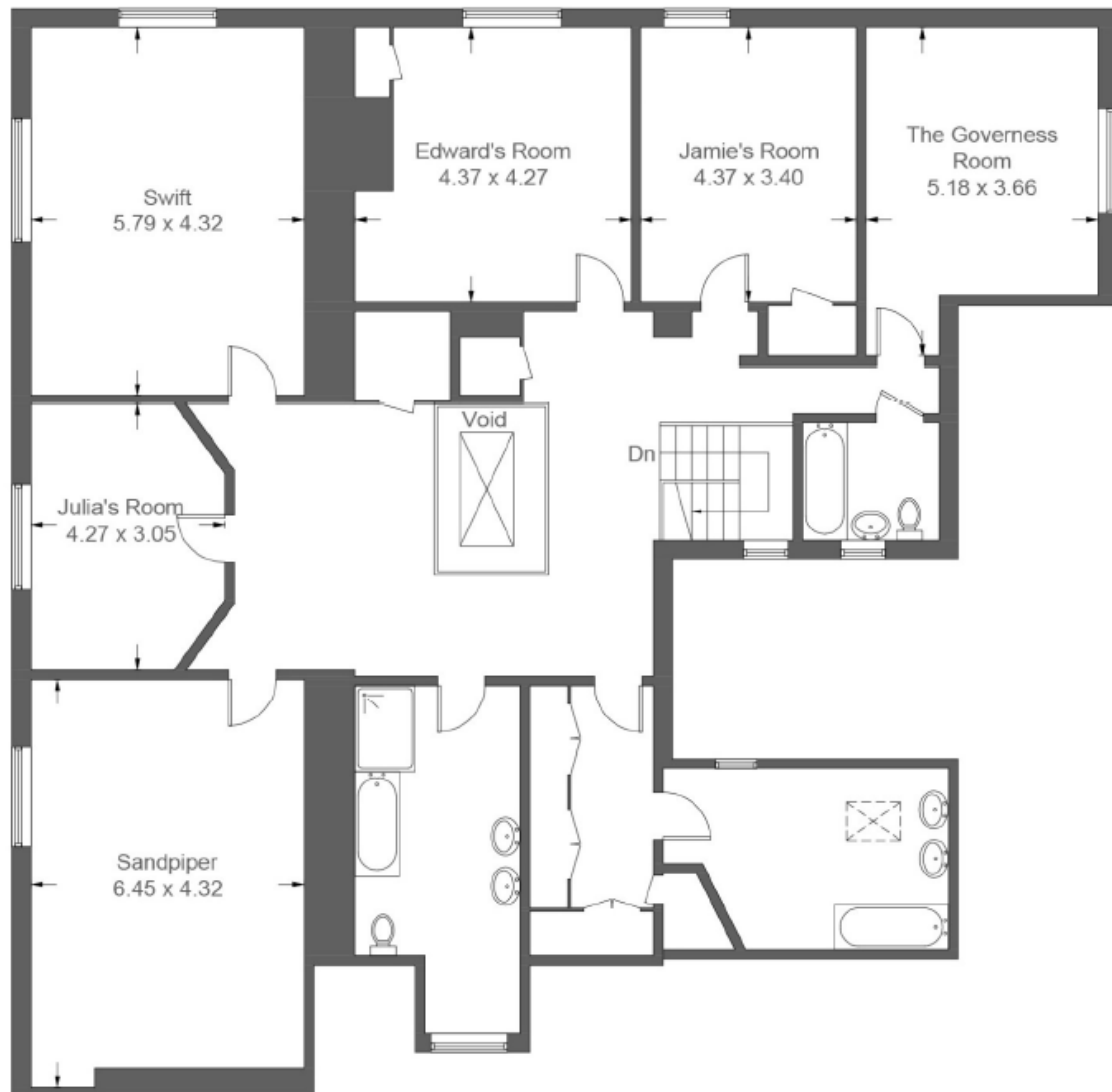 Swift
5.79 x 4.32
Edward's Room
4.37 x 4.27
Jamie's Room
4.37 x 3.40
The Governess
Room
5.18 x 3.66
Void
Dn
Julia's Room
4.27 x 3.05
Sandpiper
6.45 x 4.32